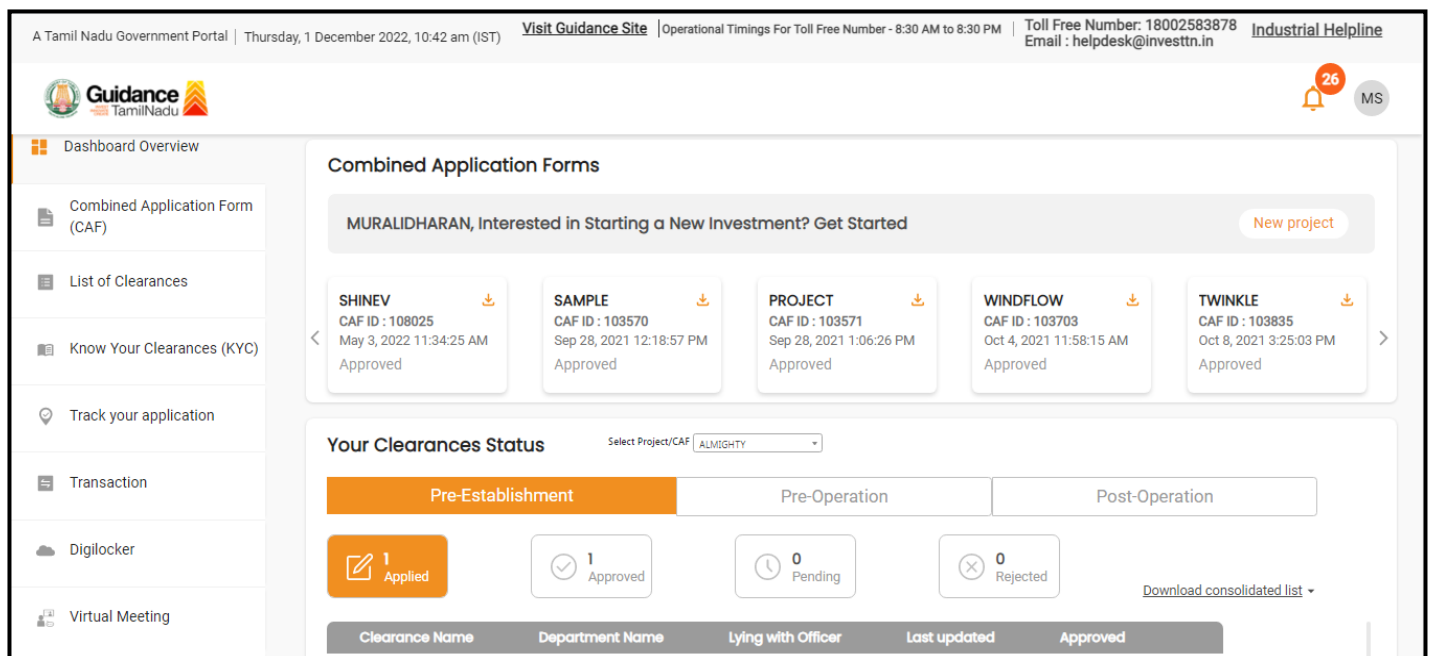 A Tamil Nadu Government Portal | Thursday, 1 December 2022, 10:42 am (IST)
Visit Guidance Site | Operational Timings For Toll Free Number - 8:30 AM to 8:30 PM | Toll Free Number: 18002583878
Email : helpdesk@investtn.in
Industrial Helpline
Guidance
TamilNadu
26
MS
Dashboard Overview
Combined Application Form
(CAF)
List of Clearances
Know Your Clearances (KYC)
Track your application
Transaction
Digilocker
Virtual Meeting
Combined Application Forms
MURALIDHARAN, Interested in Starting a New Investment? Get Started
New project
SHINEV
CAF ID : 108025
May 3, 2022 11:34:25 AM
Approved
SAMPLE
CAF ID : 103570
Sep 28, 2021 12:18:57 PM
Approved
PROJECT
CAF ID : 103571
Sep 28, 2021 1:06:26 PM
Approved
WINDFLOW
CAF ID : 103703
Oct 4, 2021 11:58:15 AM
Approved
TWINKLE
CAF ID : 103835
Oct 8, 2021 3:25:03 PM
Approved
Your Clearances Status
Select Project/CAF ALMIGHTY
Pre-Establishment Pre-Operation Post-Operation
1
Applied
1
Approved
0
Pending
0
Rejected
Download consolidated list
Clearance Name Department Name Lying with Officer Last updated Approved